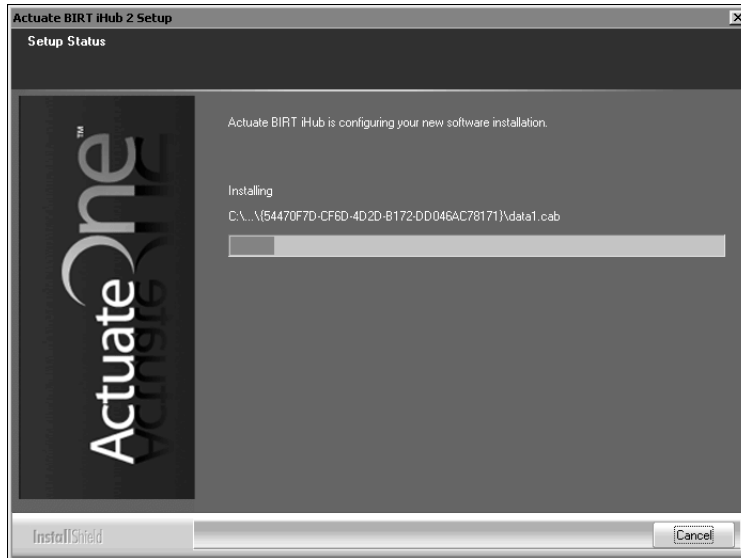 Actuate BIRT iHub 2 Setup
Setup Status
ActuateOne™
Actuate BIRT iHub is configuring your new software installation.
Installing
C:\...\{54470F7D-CF6D-4D2D-B172-DD046AC78171}\data1.cab
InstallShield
Cancel